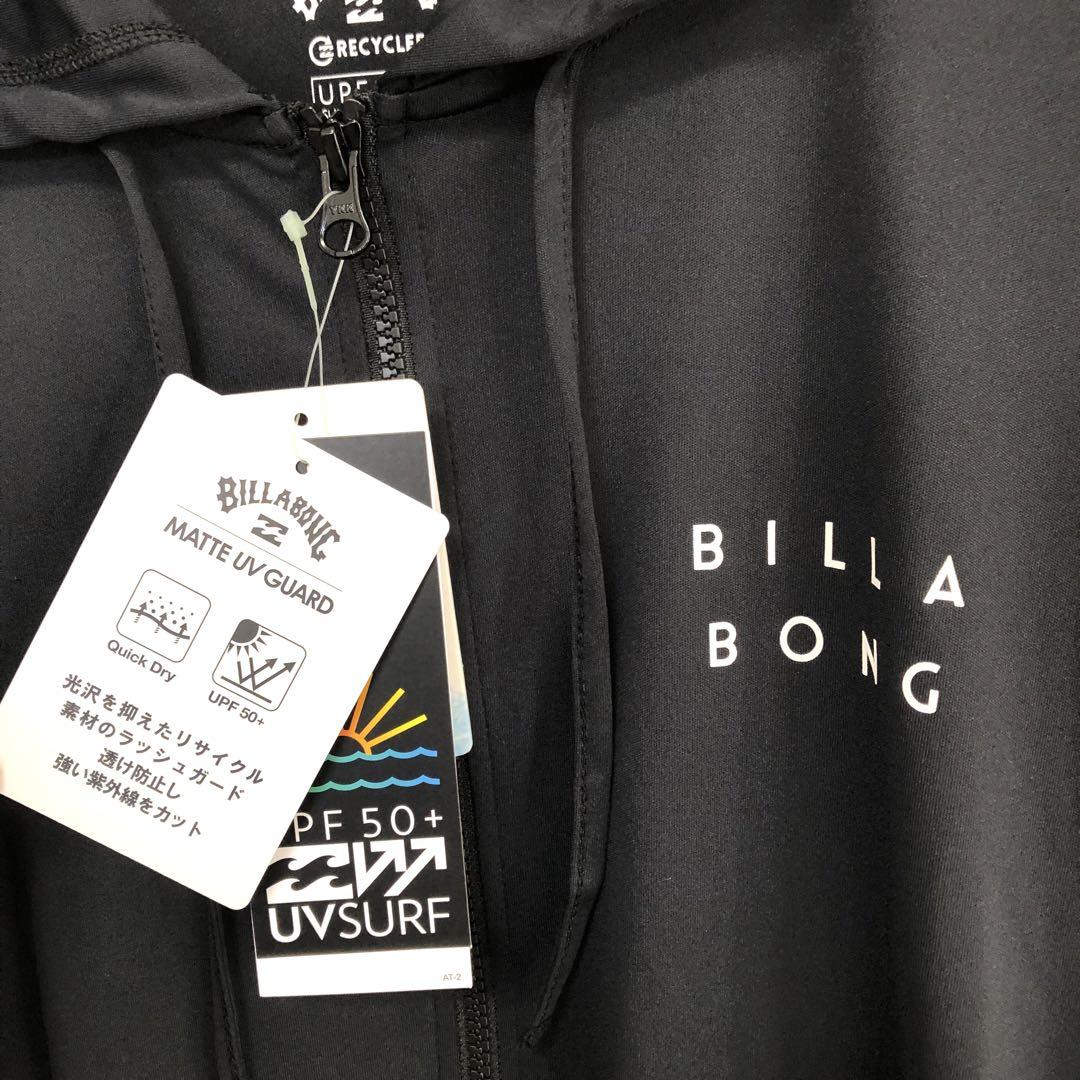 RECYCLE
UPF
YKK
BILLABONG
MATTE UV GUARD
Quick Dry
UPF 50+
光沢を抑えたリサイクル
素材のラッシュガード
透け防止し
強い紫外線をカット
PF 50+
UVSURF
AT-2
BILLA
BONG